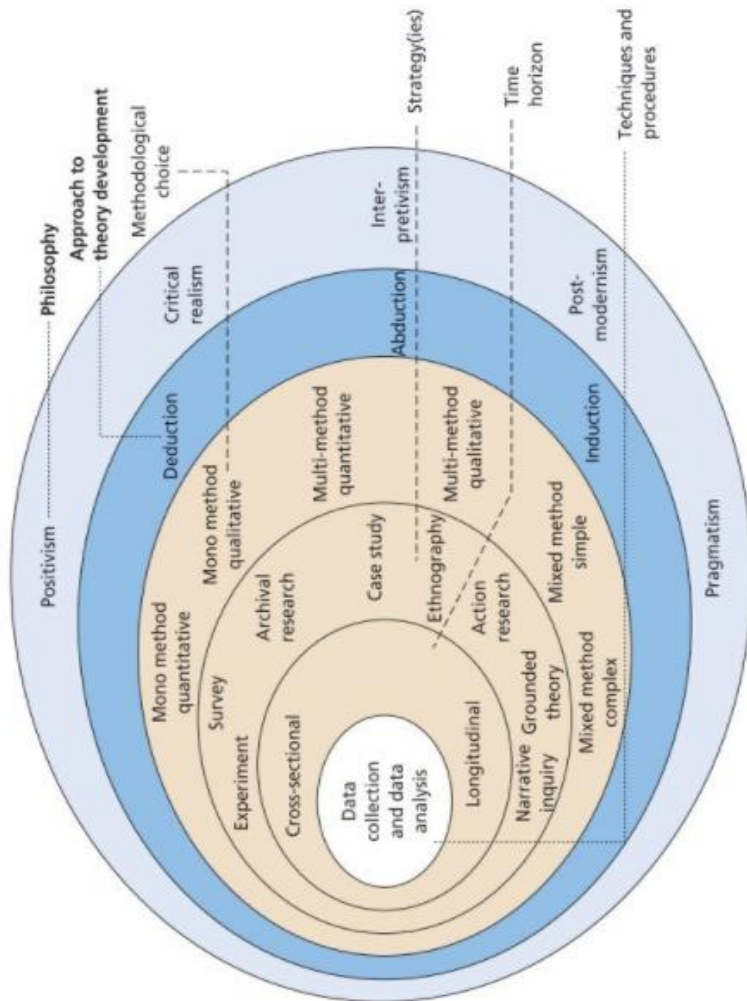 Positivism
Philosophy
Approach to
theory development
Methodological
choice
Critical
realism
Deduction
Mono method
quantitative
Mono method
qualitative
Survey
Archival
research
Experiment
Multi-method
quantitative
Inter-
pretivism
Abduction
Cross-sectional
Case study
Strategy(ies)
Data
collection
and data
analysis
Ethnography
Multi-method
qualitative
Longitudinal
Action
research
Time
horizon
Narrative
inquiry
Grounded
theory
Mixed method
simple
Induction
Post-
modernism
Mixed method
complex
Techniques and
procedures
Pragmatism